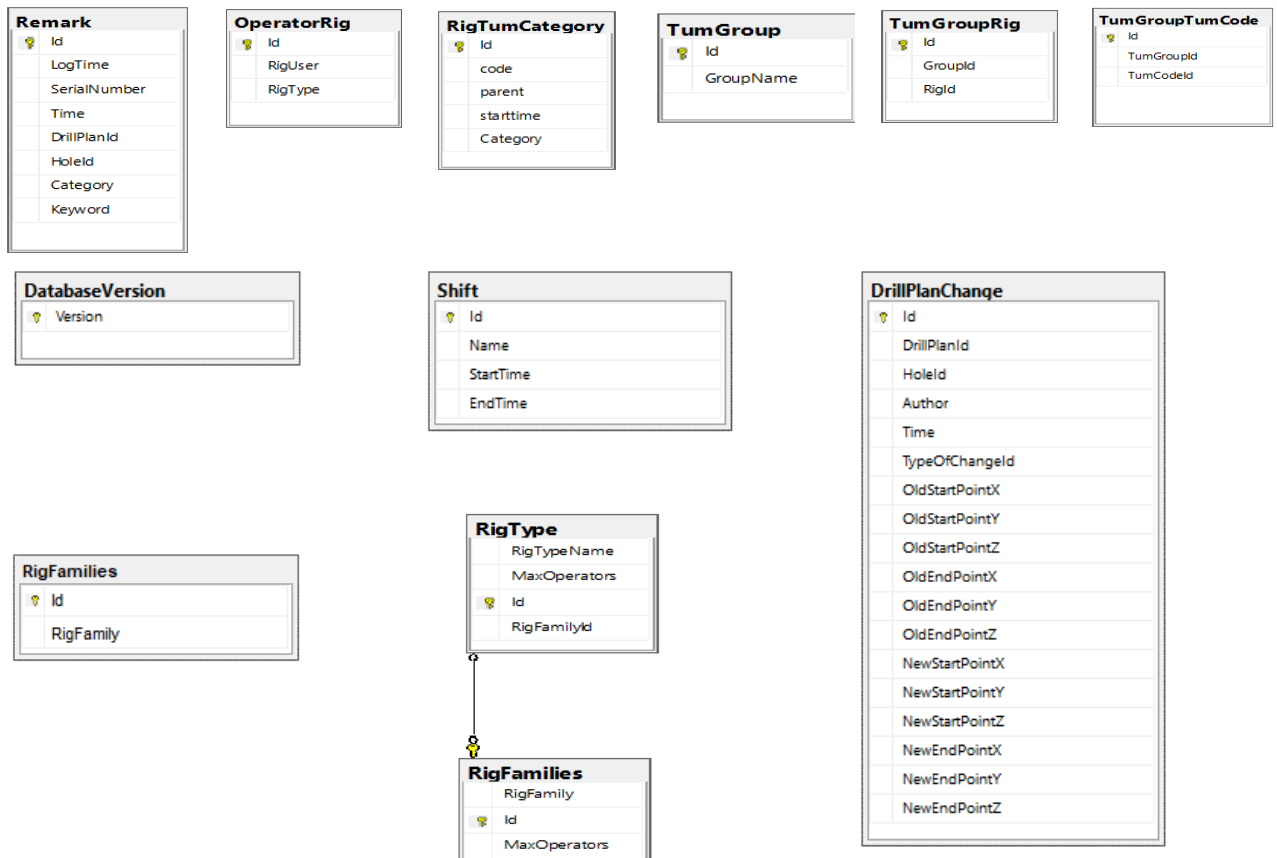 Remark
Id
LogTime
SerialNumber
Time
DrillPlanId
HoleId
Category
Keyword
OperatorRig
Id
RigUser
RigType
RigTumCategory
Id
code
parent
starttime
Category
TumGroup
Id
GroupName
TumGroupRig
Id
GroupId
RigId
TumGroupTumCode
Id
TumGroupId
TumCodeId
DatabaseVersion
Version
Shift
Id
Name
StartTime
EndTime
DrillPlanChange
Id
DrillPlanId
HoleId
Author
Time
TypeOfChangeId
OldStartPointX
OldStartPointY
OldStartPointZ
OldEndPointX
OldEndPointY
OldEndPointZ
NewStartPointX
NewStartPointY
NewStartPointZ
NewEndPointX
NewEndPointY
NewEndPointZ
RigFamilies
Id
RigFamily
RigType
RigTypeName
MaxOperators
Id
RigFamilyId
RigFamilies
RigFamily
Id
MaxOperators